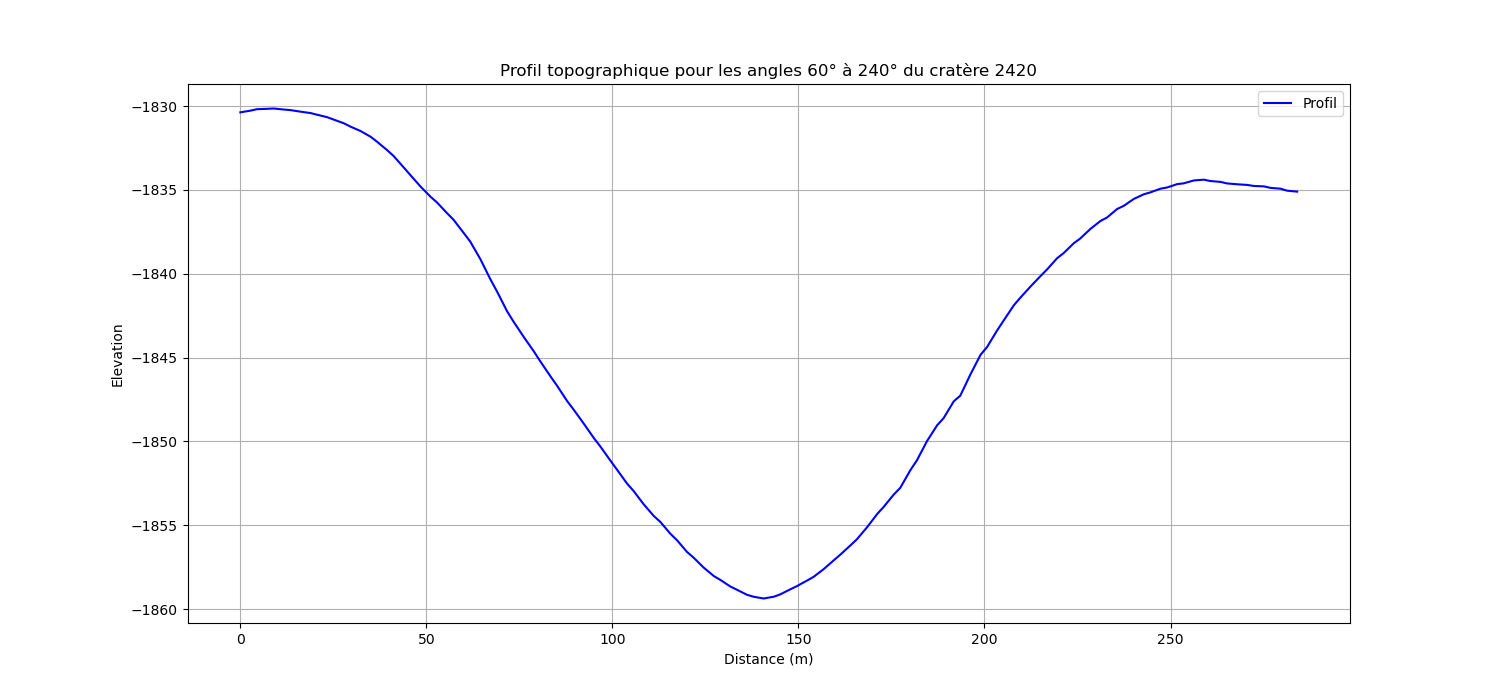 Profil topographique pour les angles 60° à 240° du cratère 2420
Profil
−1830
−1835
−1840
−1845
−1850
−1855
−1860
Elevation
0 50 100 150 200 250
Distance (m)